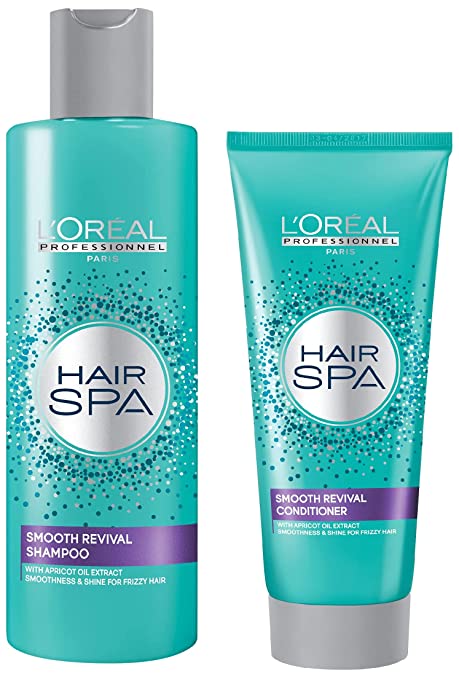 L'ORÉAL
PROFESSIONNEL
PARIS
HAIR
SPA
SMOOTH REVIVAL
SHAMPOO
WITH APRICOT OIL EXTRACT
SMOOTHNESS & SHINE FOR FRIZZY HAIR
L'ORÉAL
PROFESSIONNEL
PARIS
HAIR
SPA
SMOOTH REVIVAL
CONDITIONER
WITH APRICOT OIL EXTRACT
SMOOTHNESS & SHINE FOR FRIZZY HAIR